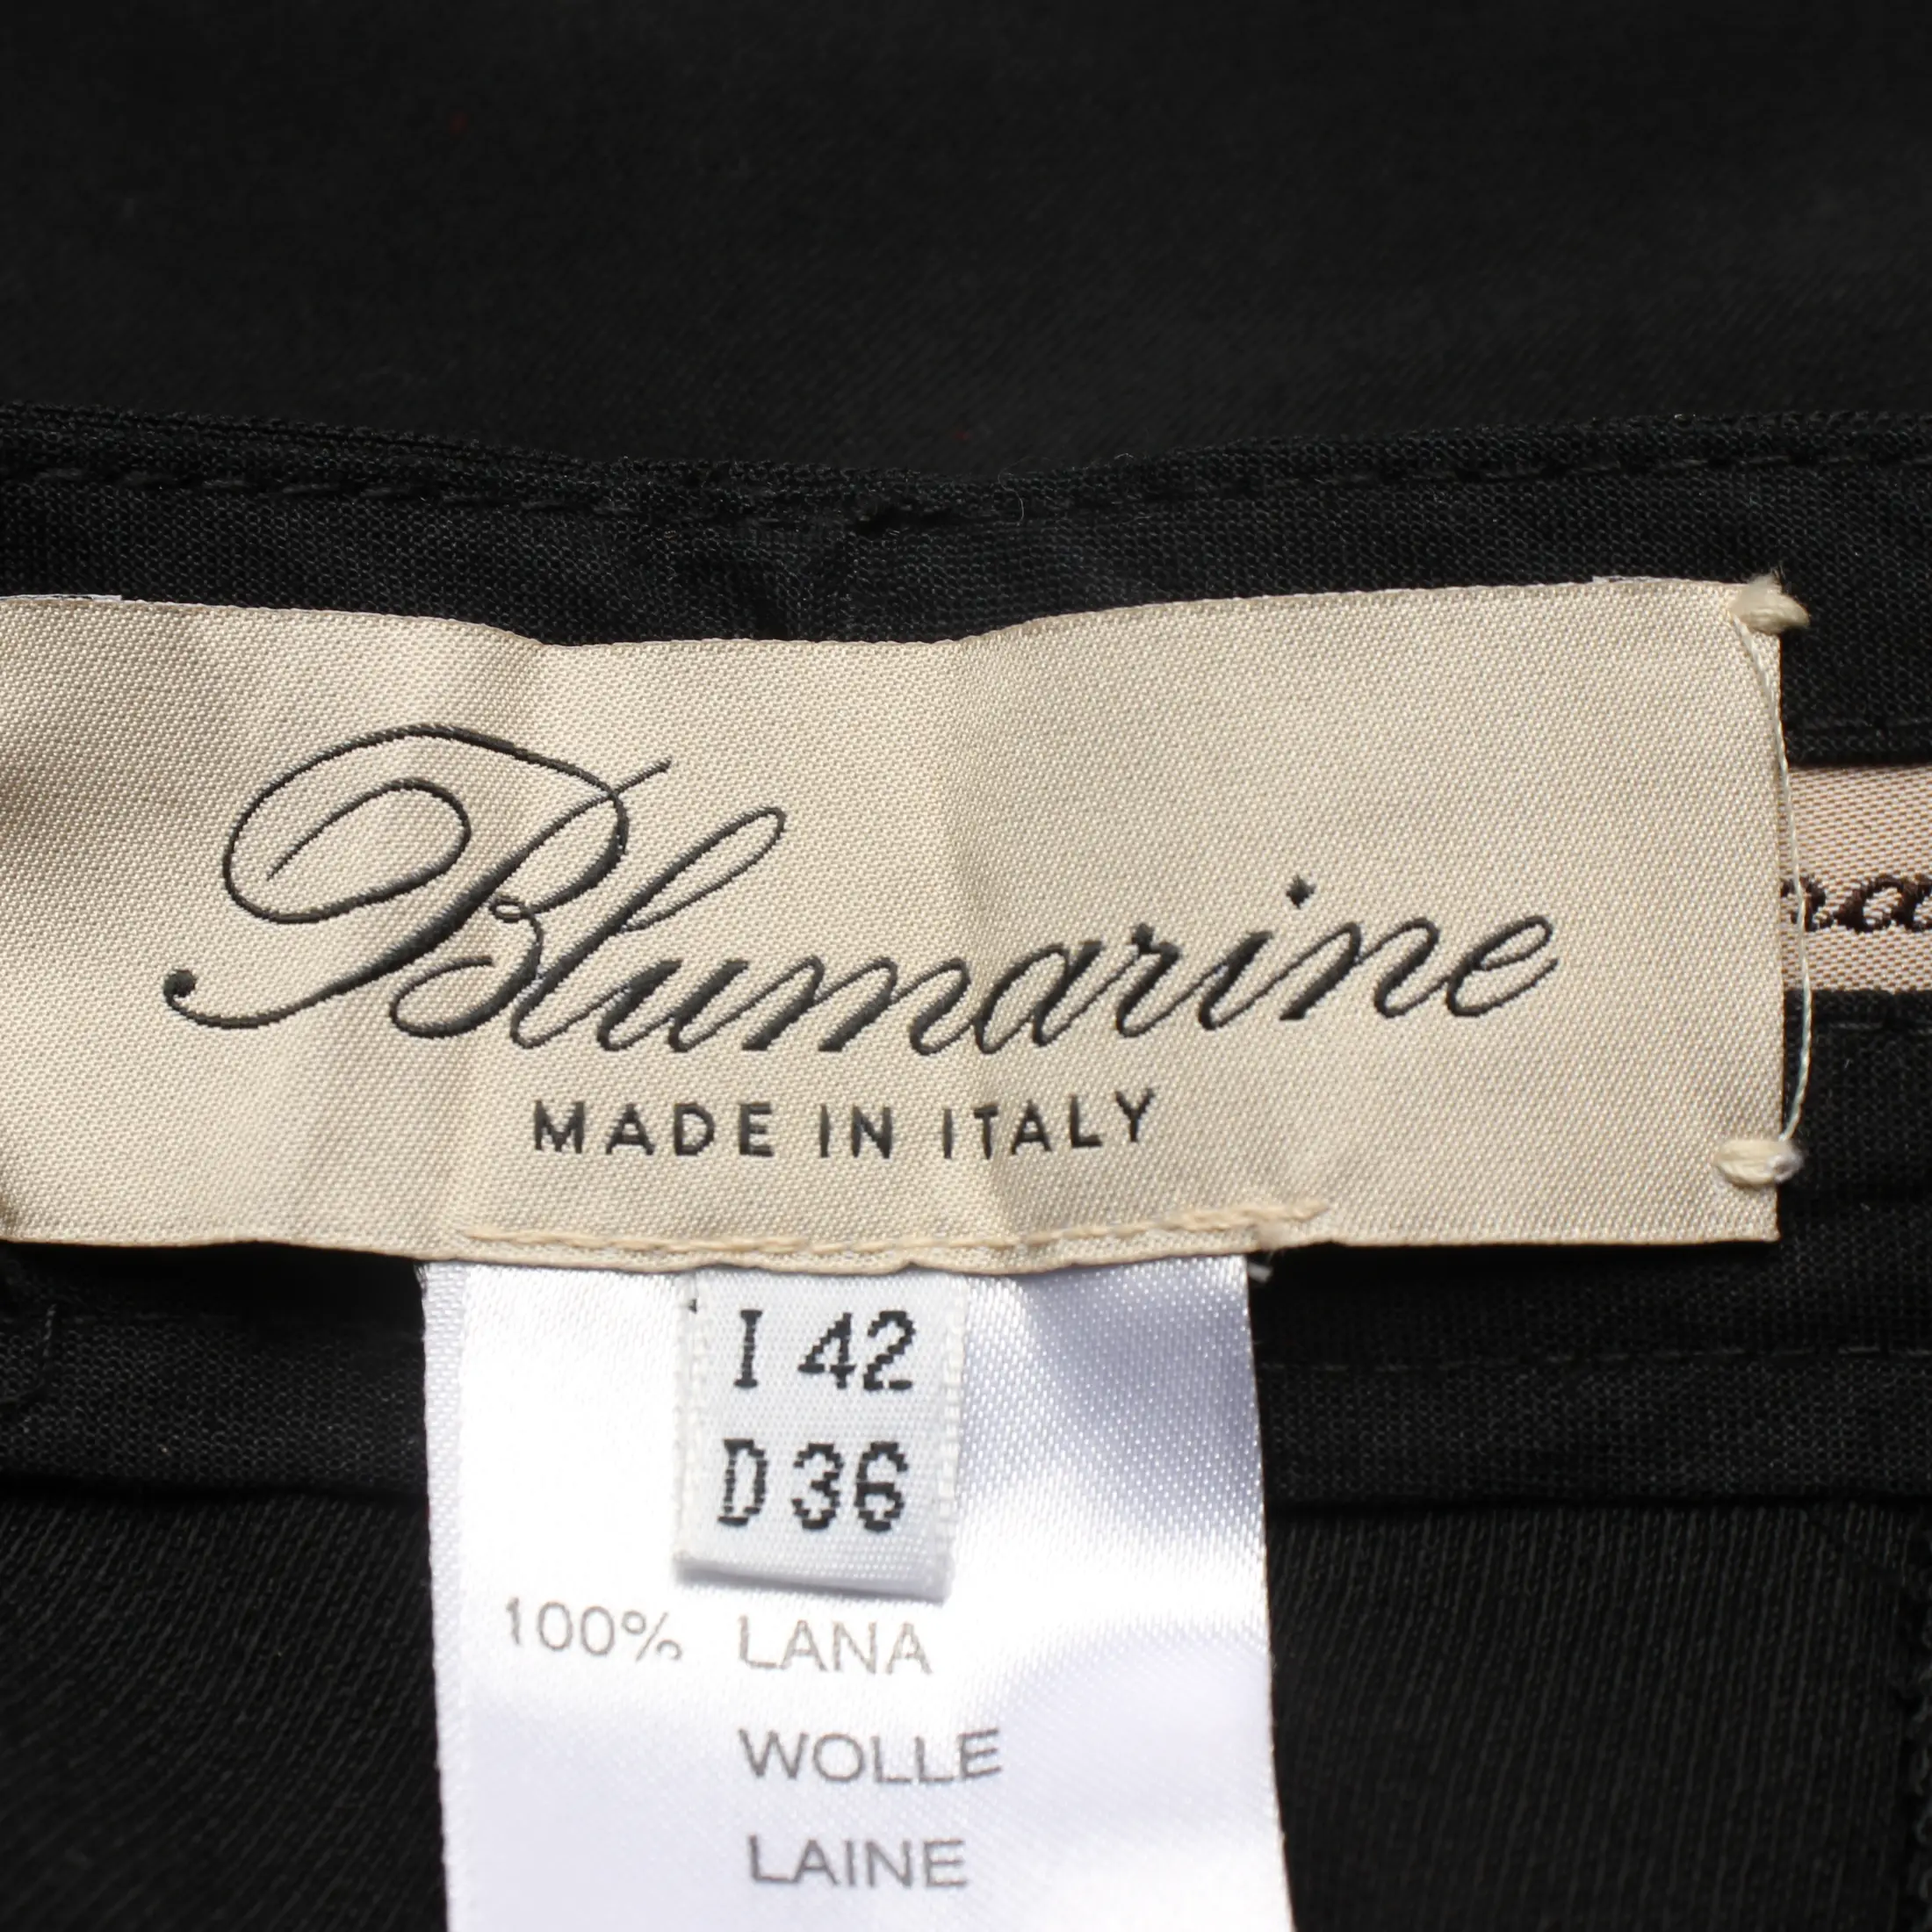 Blumarine
MADE IN ITALY
I 42
D 36
100% LANA
WOLLE
LAINE